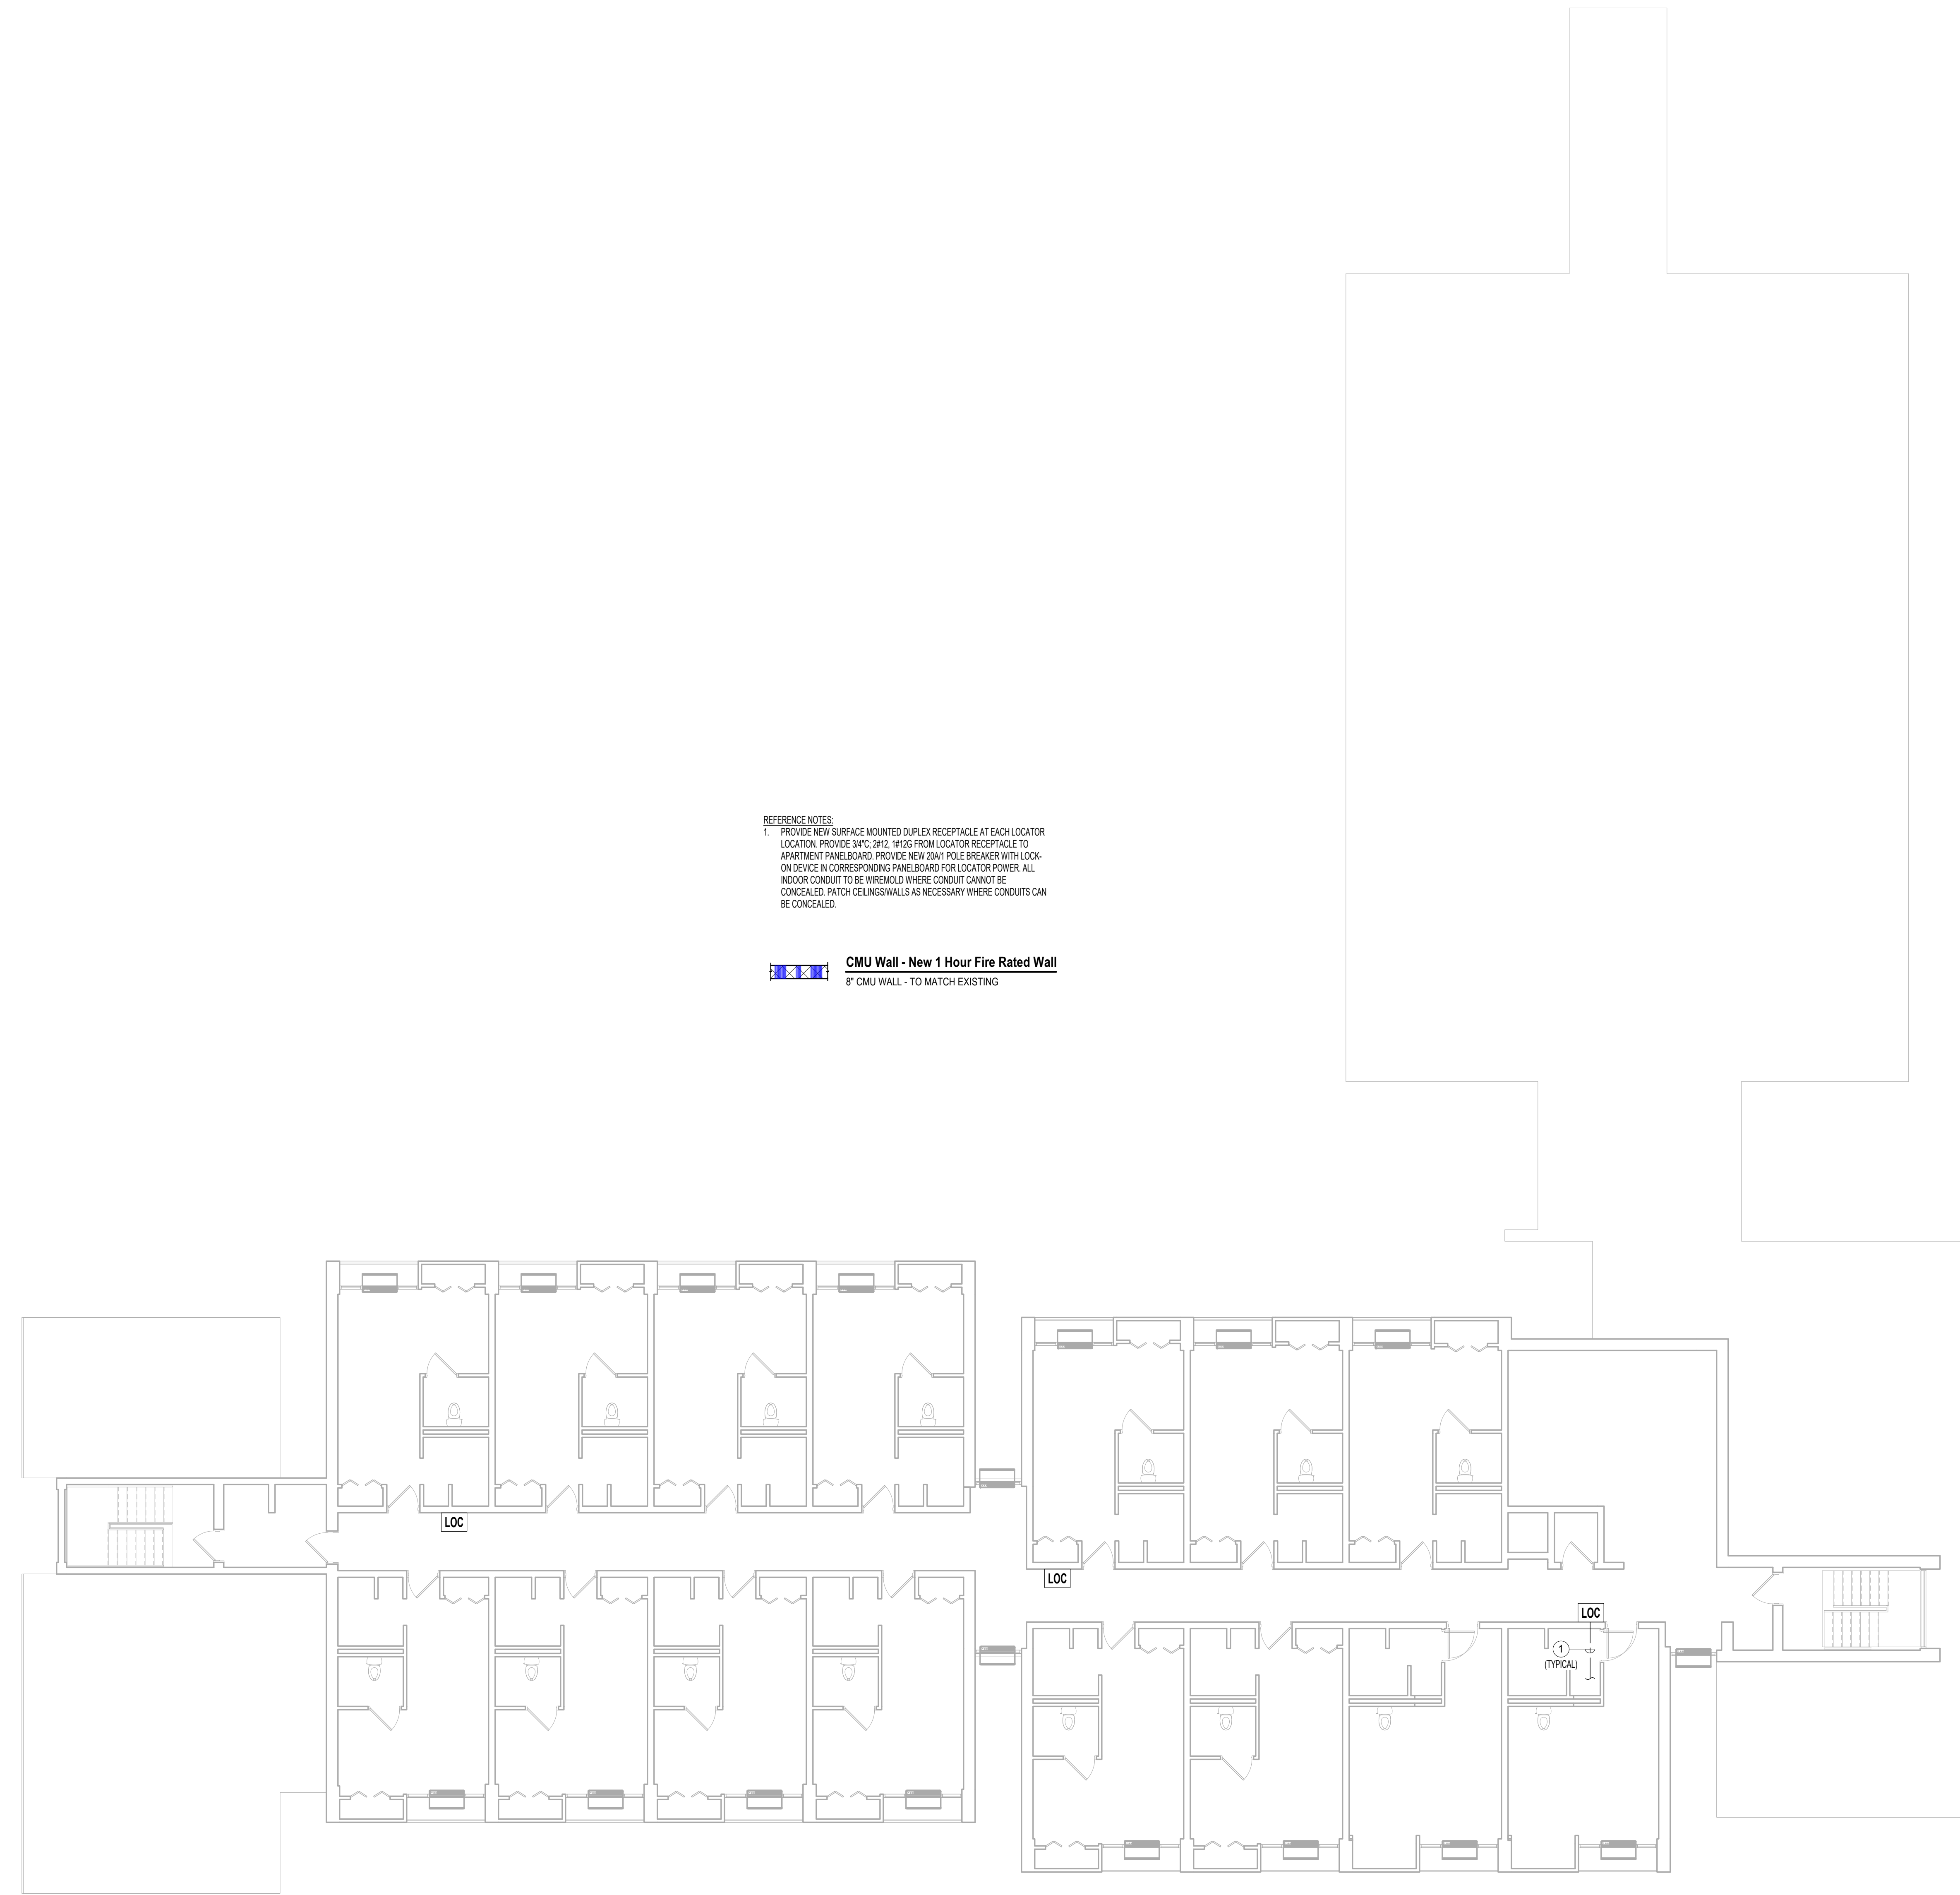 REFERENCE NOTES:
1. PROVIDE NEW SURFACE MOUNTED DUPLEX RECEPTACLE AT EACH LOCATOR
LOCATION. PROVIDE 3/4"C; 2#12, 1#12G FROM LOCATOR RECEPTACLE TO
APARTMENT PANELBOARD. PROVIDE NEW 20A/1 POLE BREAKER WITH LOCK-
ON DEVICE IN CORRESPONDING PANELBOARD FOR LOCATOR POWER. ALL
INDOOR CONDUIT TO BE WIREMOLD WHERE CONDUIT CANNOT BE
CONCEALED. PATCH CEILINGS/WALLS AS NECESSARY WHERE CONDUITS CAN
BE CONCEALED.
CMU Wall - New 1 Hour Fire Rated Wall
8" CMU WALL - TO MATCH EXISTING
LOC
LOC
LOC
1
(TYPICAL)